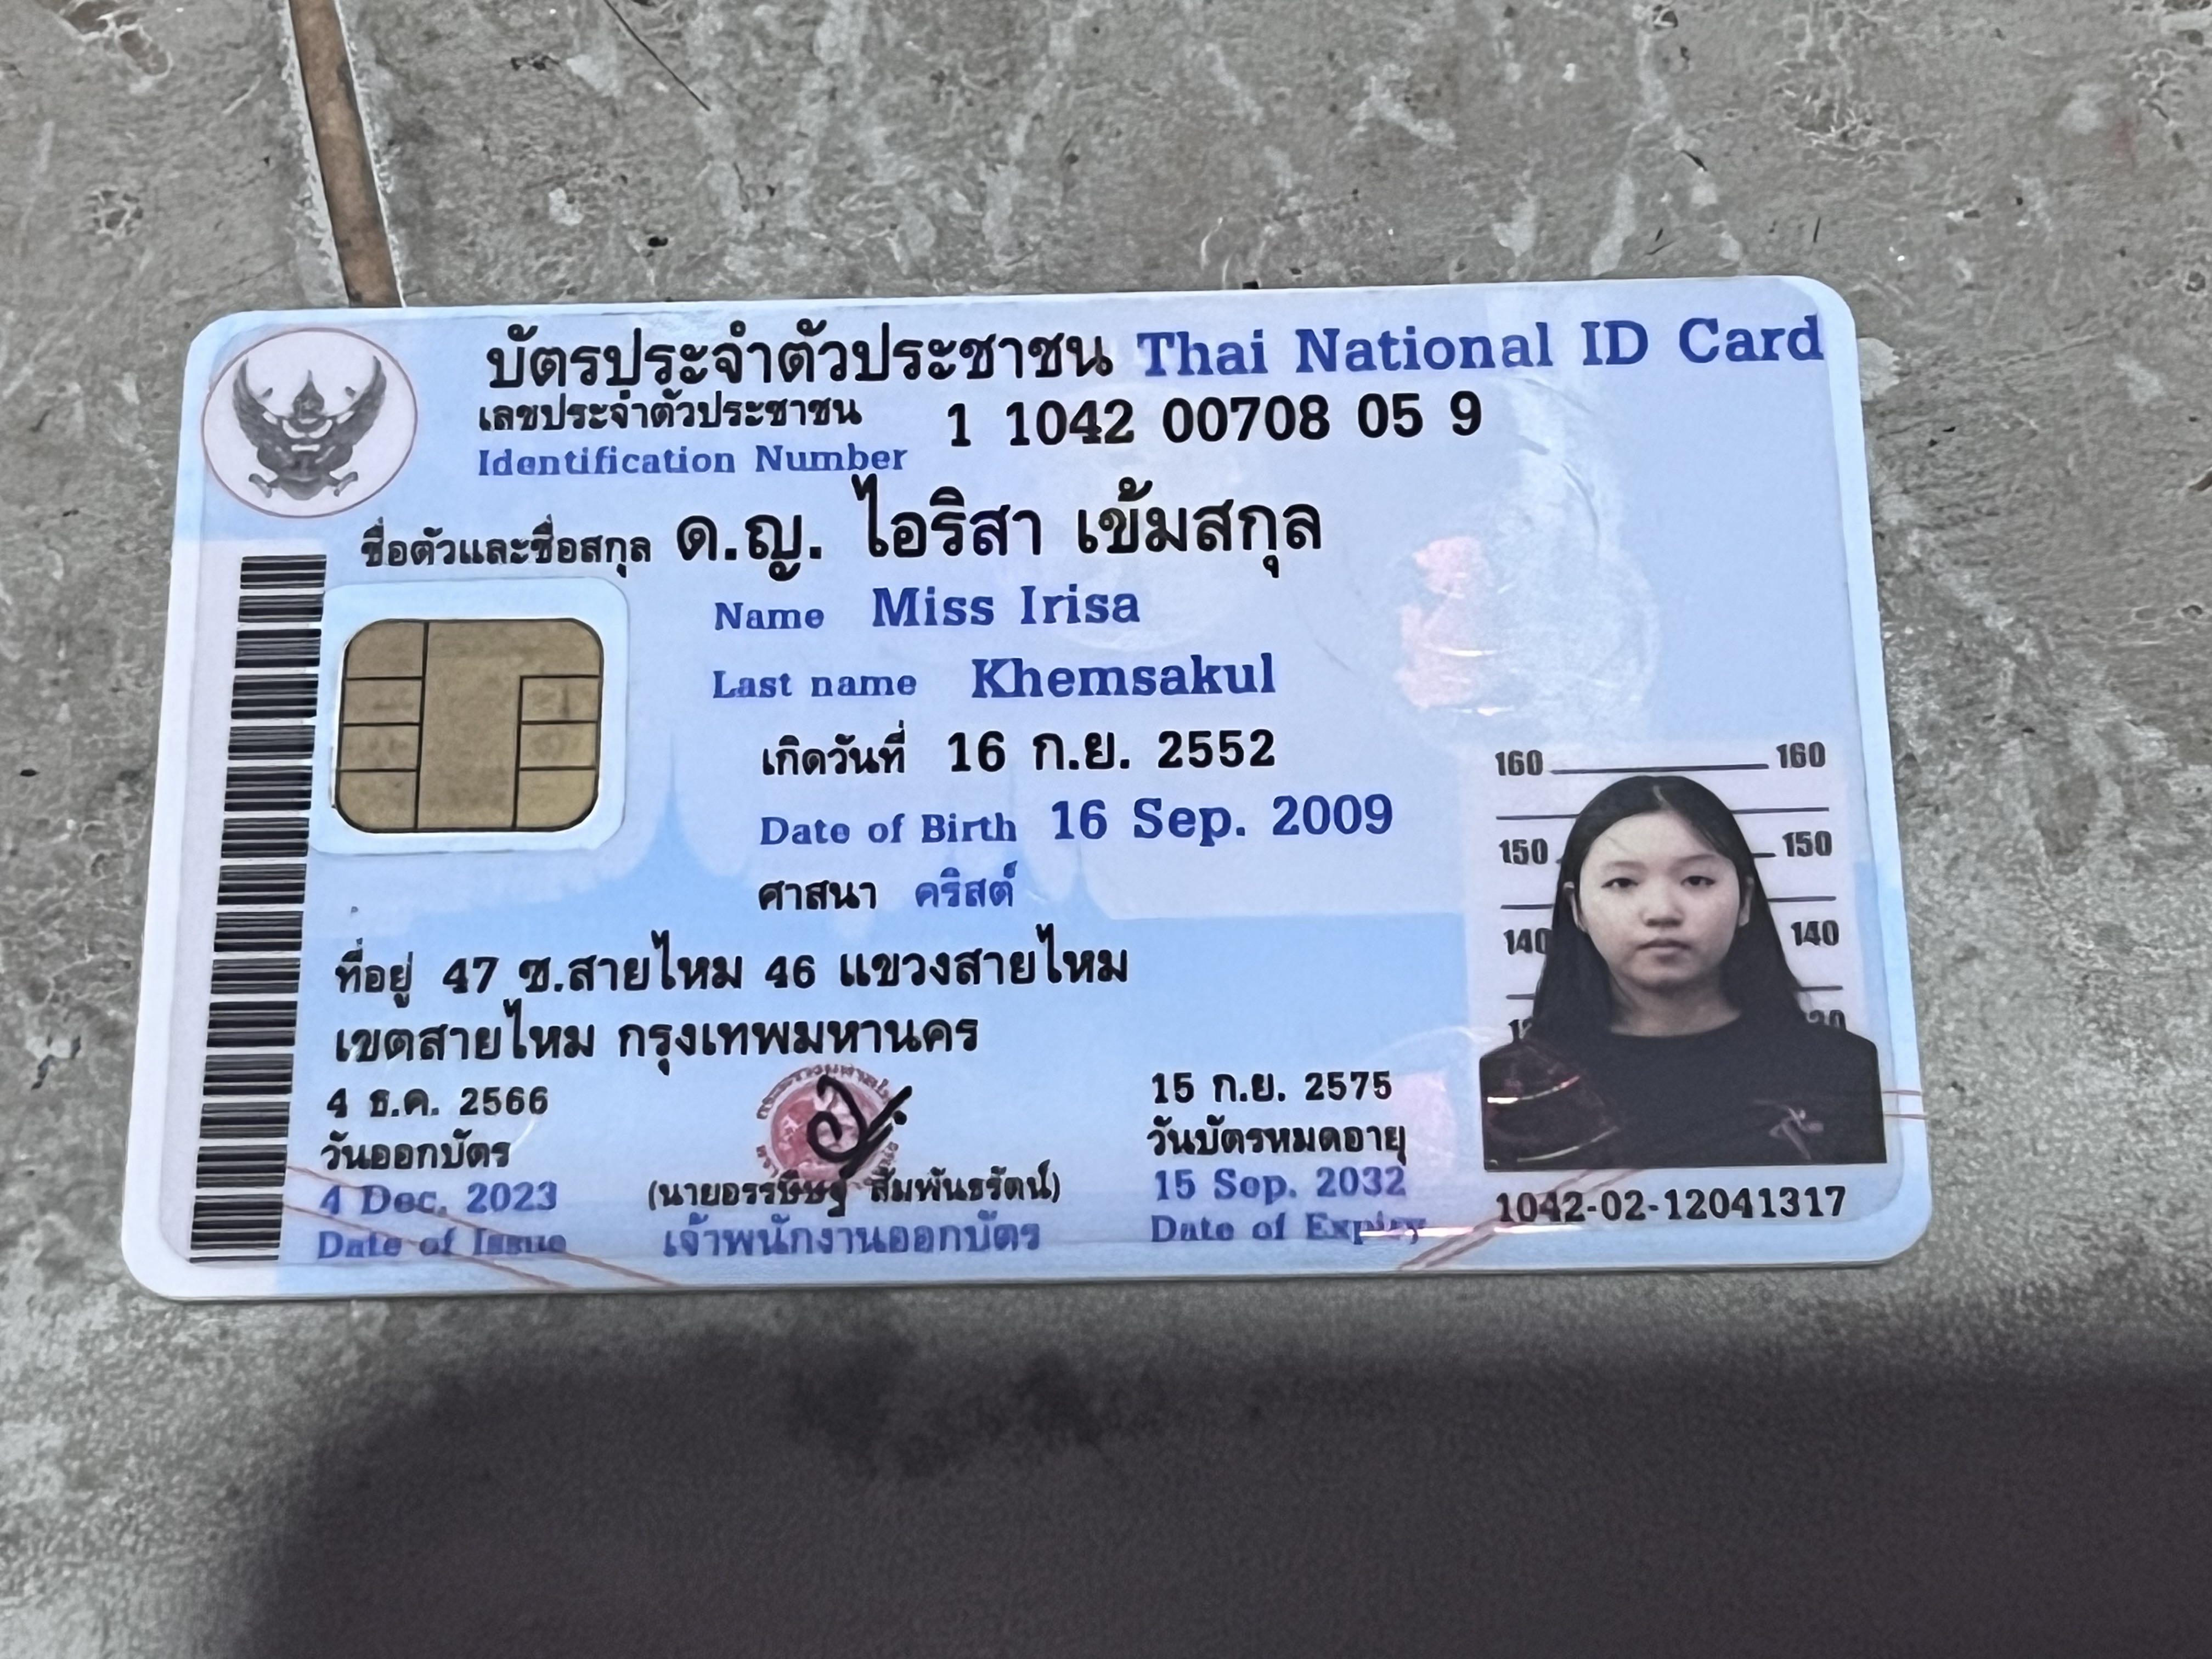 บัตรประจำตัวประชาชน Thai National ID Card
เลขประจำตัวประชาชน 1 1042 00708 05 9
Identification Number
ชื่อตัวและชื่อสกุล ด.ญ. ไอริสา เข้มสกุล
Name Miss Irisa
Last name Khemsakul
เกิดวันที่ 16 ก.ย. 2552
Date of Birth 16 Sep. 2009
ศาสนา คริสต์
ที่อยู่ 47 ซ.สายไหม 46 แขวงสายไหม
เขตสายไหม กรุงเทพมหานคร
4 ธ.ค. 2566
วันออกบัตร
4 Dec. 2023
Date of Issue
(นายอรรษิษฐ์ สัมพันธรัตน์)
เจ้าพนักงานออกบัตร
15 ก.ย. 2575
วันบัตรหมดอายุ
15 Sep. 2032
Date of Expiry
160 160
150 150
140 140
1042-02-12041317